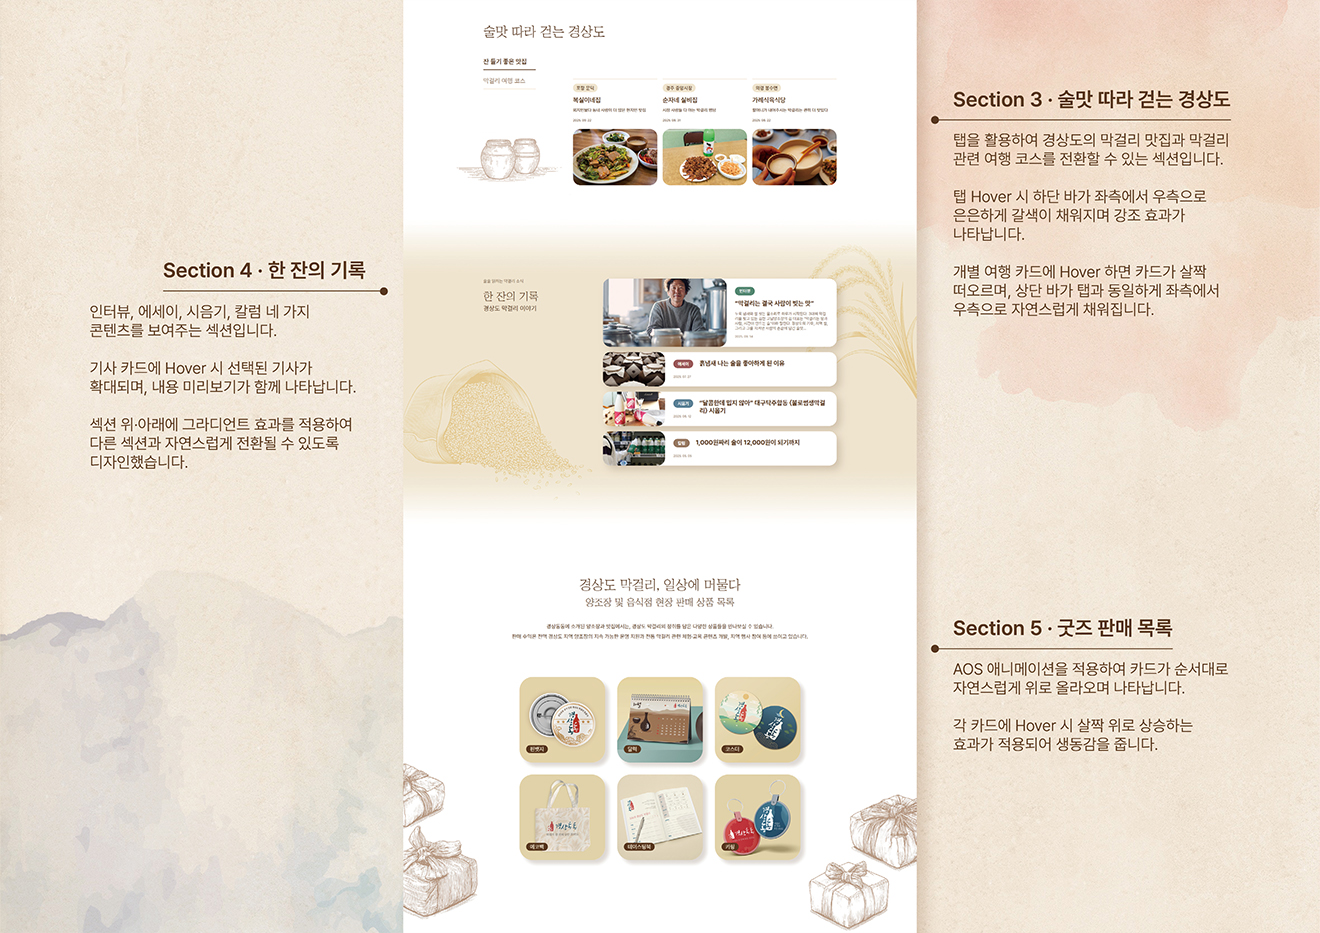 술맛 따라 걷는 경상도
잔 들기 좋은 맛집
막걸리 여행 코스
복실이네집
2025. 09. 02
순자네 실비집
2025. 08. 31
가례식육식당
2025. 08. 22
Section 3 · 술맛 따라 걷는 경상도
탭을 활용하여 경상도의 막걸리 맛집과 막걸리
관련 여행 코스를 전환할 수 있는 섹션입니다.
탭 Hover 시 하단 바가 좌측에서 우측으로
은은하게 갈색이 채워지며 강조 효과가
나타납니다.
개별 여행 카드에 Hover 하면 카드가 살짝
떠오르며, 상단 바가 탭과 동일하게 좌측에서
우측으로 자연스럽게 채워집니다.
Section 4 · 한 잔의 기록
인터뷰, 에세이, 시음기, 칼럼 네 가지
콘텐츠를 보여주는 섹션입니다.
기사 카드에 Hover 시 선택된 기사가
확대되며, 내용 미리보기가 함께 나타납니다.
섹션 위·아래에 그라디언트 효과를 적용하여
다른 섹션과 자연스럽게 전환될 수 있도록
디자인했습니다.
한 잔의 기록
경상도 막걸리 이야기
인터뷰
“막걸리는 결국 사람이 빚는 맛”
에세이
흙냄새 나는 술을 좋아하게 된 이유
시음기
“달콤한데 밉지 않아” 대구탁주합동 〈불로썸생막걸
리〉 시음기
칼럼
1,000원짜리 술이 12,000원이 되기까지
경상도 막걸리, 일상에 머물다
양조장 및 음식점 현장 판매 상품 목록
핀뱃지
달력
코스터
에코백
테이스팅북
키링
Section 5 · 굿즈 판매 목록
AOS 애니메이션을 적용하여 카드가 순서대로
자연스럽게 위로 올라오며 나타납니다.
각 카드에 Hover 시 살짝 위로 상승하는
효과가 적용되어 생동감을 줍니다.